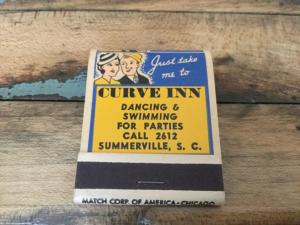 Just take
me to
CURVE INN
DANCING &
SWIMMING
FOR PARTIES
CALL 2612
SUMMERVILLE, S. C.
MATCH CORP. OF AMERICA · CHICAGO